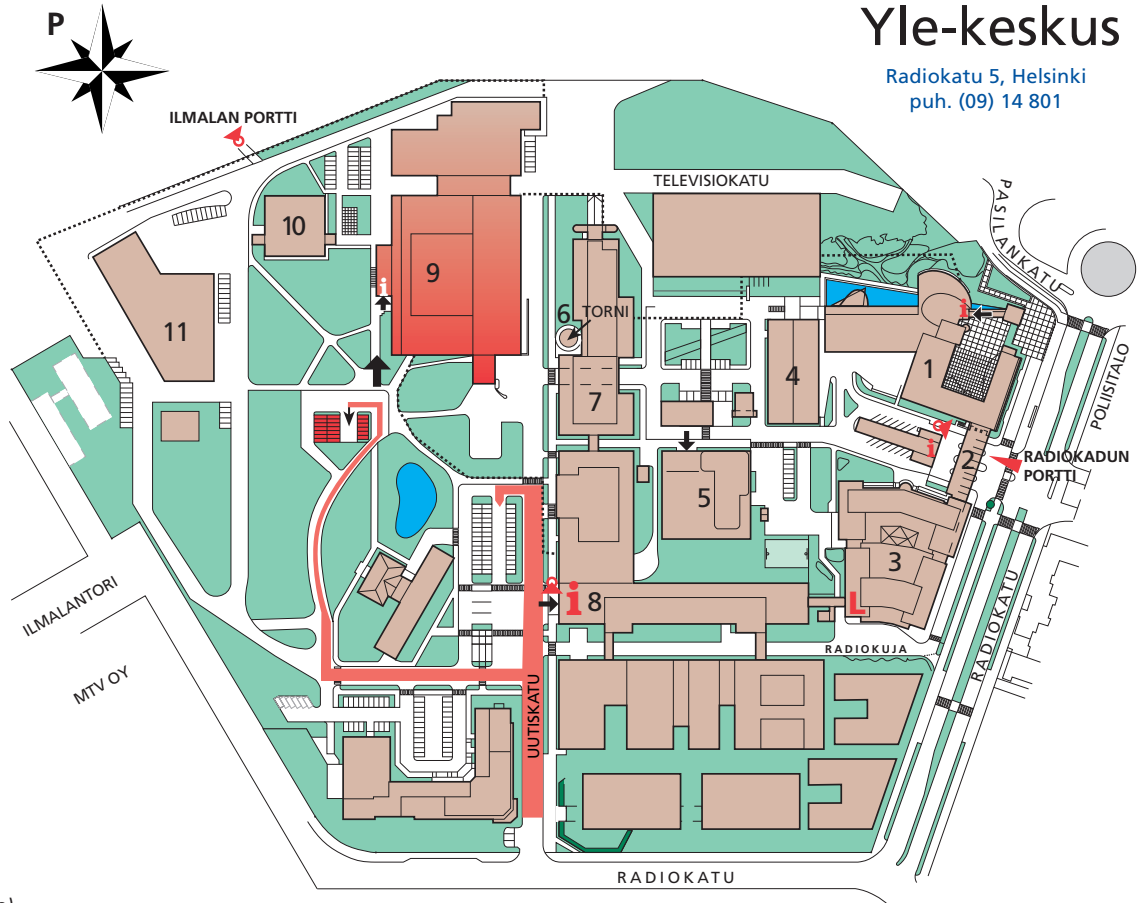 P
Yle-keskus
Radiokatu 5, Helsinki
puh. (09) 14 801
ILMALAN PORTTI
TELEVISIOKATU
PASILANKATU
10
9
i
11
6
TORNI
7
4
i
1
POLIISITALO
i
2
RADIOKADUN
PORTTI
5
3
i
8
L
ILMALANTORI
MTV OY
RADIOKUJA
RADIOKATU
UUTISKATU
RADIOKATU